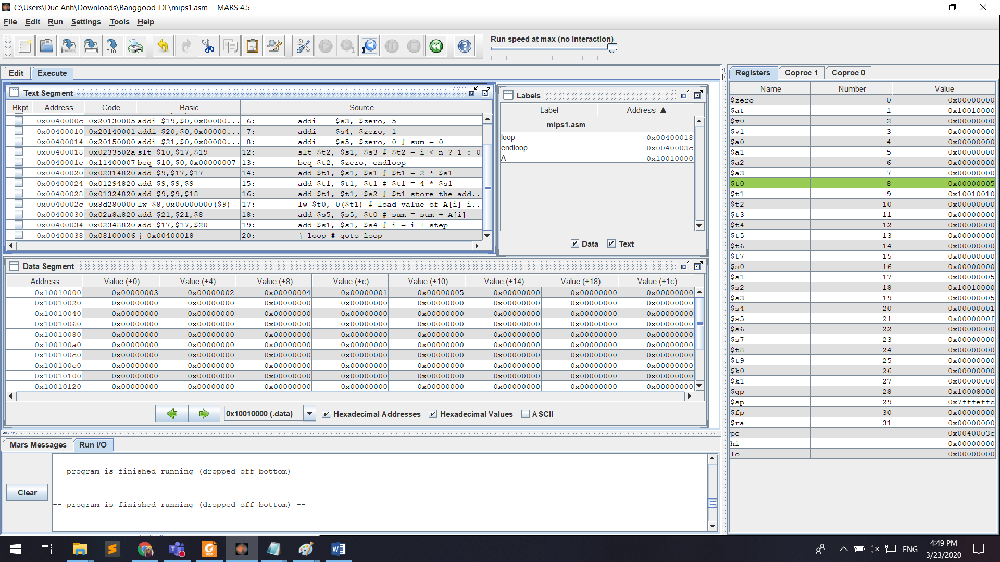 C:\Users\Duc Anh\Downloads\Banggood_DL\mips1.asm - MARS 4.5
File Edit Run Settings Tools Help
Run speed at max (no interaction)
Edit Execute
Text Segment
Bkpt Address Code Basic Source
0x0040000c 0x20130005 addi $19,$0,0x00000... 6: addi $s3, $zero, 5
0x00400010 0x20140001 addi $20,$0,0x00000... 7: addi $s4, $zero, 1
0x00400014 0x20150000 addi $21,$0,0x00000... 8: addi $s5, $zero, 0 # sum = 0
0x00400018 0x0233502a slt $10,$17,$19 12: slt $t2, $s1, $s3 # $t2 = i < n ? 1 : 0
0x0040001c 0x11400007 beq $10,$0,0x00000007 13: beq $t2, $zero, endloop
0x00400020 0x02314820 add $9,$17,$17 14: add $t1, $s1, $s1 # $t1 = 2 * $s1
0x00400024 0x01294820 add $9,$9,$9 15: add $t1, $t1, $t1 # $t1 = 4 * $s1
0x00400028 0x01324820 add $9,$9,$18 16: add $t1, $t1, $s2 # $t1 store the add...
0x0040002c 0x8d280000 lw $8,0x00000000($9) 17: lw $t0, 0($t1) # load value of A[i] i...
0x00400030 0x02a8a820 add $21,$21,$8 18: add $s5, $s5, $t0 # sum = sum + A[i]
0x00400034 0x02348820 add $17,$17,$20 19: add $s1, $s1, $s4 # i = i + step
0x00400038 0x08100006 j 0x00400018 20: j loop # goto loop
Labels
Label Address ▲
mips1.asm
loop 0x00400018
endloop 0x0040003c
A 0x10010000
Data Text
Data Segment
Address Value (+0) Value (+4) Value (+8) Value (+c) Value (+10) Value (+14) Value (+18) Value (+1c)
0x10010000 0x00000003 0x00000002 0x00000004 0x00000001 0x00000005 0x00000000 0x00000000 0x00000000
0x10010020 0x00000000 0x00000000 0x00000000 0x00000000 0x00000000 0x00000000 0x00000000 0x00000000
0x10010040 0x00000000 0x00000000 0x00000000 0x00000000 0x00000000 0x00000000 0x00000000 0x00000000
0x10010060 0x00000000 0x00000000 0x00000000 0x00000000 0x00000000 0x00000000 0x00000000 0x00000000
0x10010080 0x00000000 0x00000000 0x00000000 0x00000000 0x00000000 0x00000000 0x00000000 0x00000000
0x100100a0 0x00000000 0x00000000 0x00000000 0x00000000 0x00000000 0x00000000 0x00000000 0x00000000
0x100100c0 0x00000000 0x00000000 0x00000000 0x00000000 0x00000000 0x00000000 0x00000000 0x00000000
0x100100e0 0x00000000 0x00000000 0x00000000 0x00000000 0x00000000 0x00000000 0x00000000 0x00000000
0x10010100 0x00000000 0x00000000 0x00000000 0x00000000 0x00000000 0x00000000 0x00000000 0x00000000
0x10010120 0x00000000 0x00000000 0x00000000 0x00000000 0x00000000 0x00000000 0x00000000 0x00000000
0x10010000 (.data) Hexadecimal Addresses Hexadecimal Values ASCII
Mars Messages Run I/O
-- program is finished running (dropped off bottom) --
Clear
-- program is finished running (dropped off bottom) --
Registers Coproc 1 Coproc 0
Name Number Value
$zero 0 0x00000000
$at 1 0x10010000
$v0 2 0x00000000
$v1 3 0x00000000
$a0 4 0x00000000
$a1 5 0x00000000
$a2 6 0x00000000
$a3 7 0x00000000
$t0 8 0x00000005
$t1 9 0x10010010
$t2 10 0x00000000
$t3 11 0x00000000
$t4 12 0x00000000
$t5 13 0x00000000
$t6 14 0x00000000
$t7 15 0x00000000
$s0 16 0x00000000
$s1 17 0x00000005
$s2 18 0x10010000
$s3 19 0x00000005
$s4 20 0x00000001
$s5 21 0x0000000f
$s6 22 0x00000000
$s7 23 0x00000000
$t8 24 0x00000000
$t9 25 0x00000000
$k0 26 0x00000000
$k1 27 0x00000000
$gp 28 0x10008000
$sp 29 0x7fffeffc
$fp 30 0x00000000
$ra 31 0x00000000
pc 0x0040003c
hi 0x00000000
lo 0x00000000
ENG
4:49 PM
3/23/2020